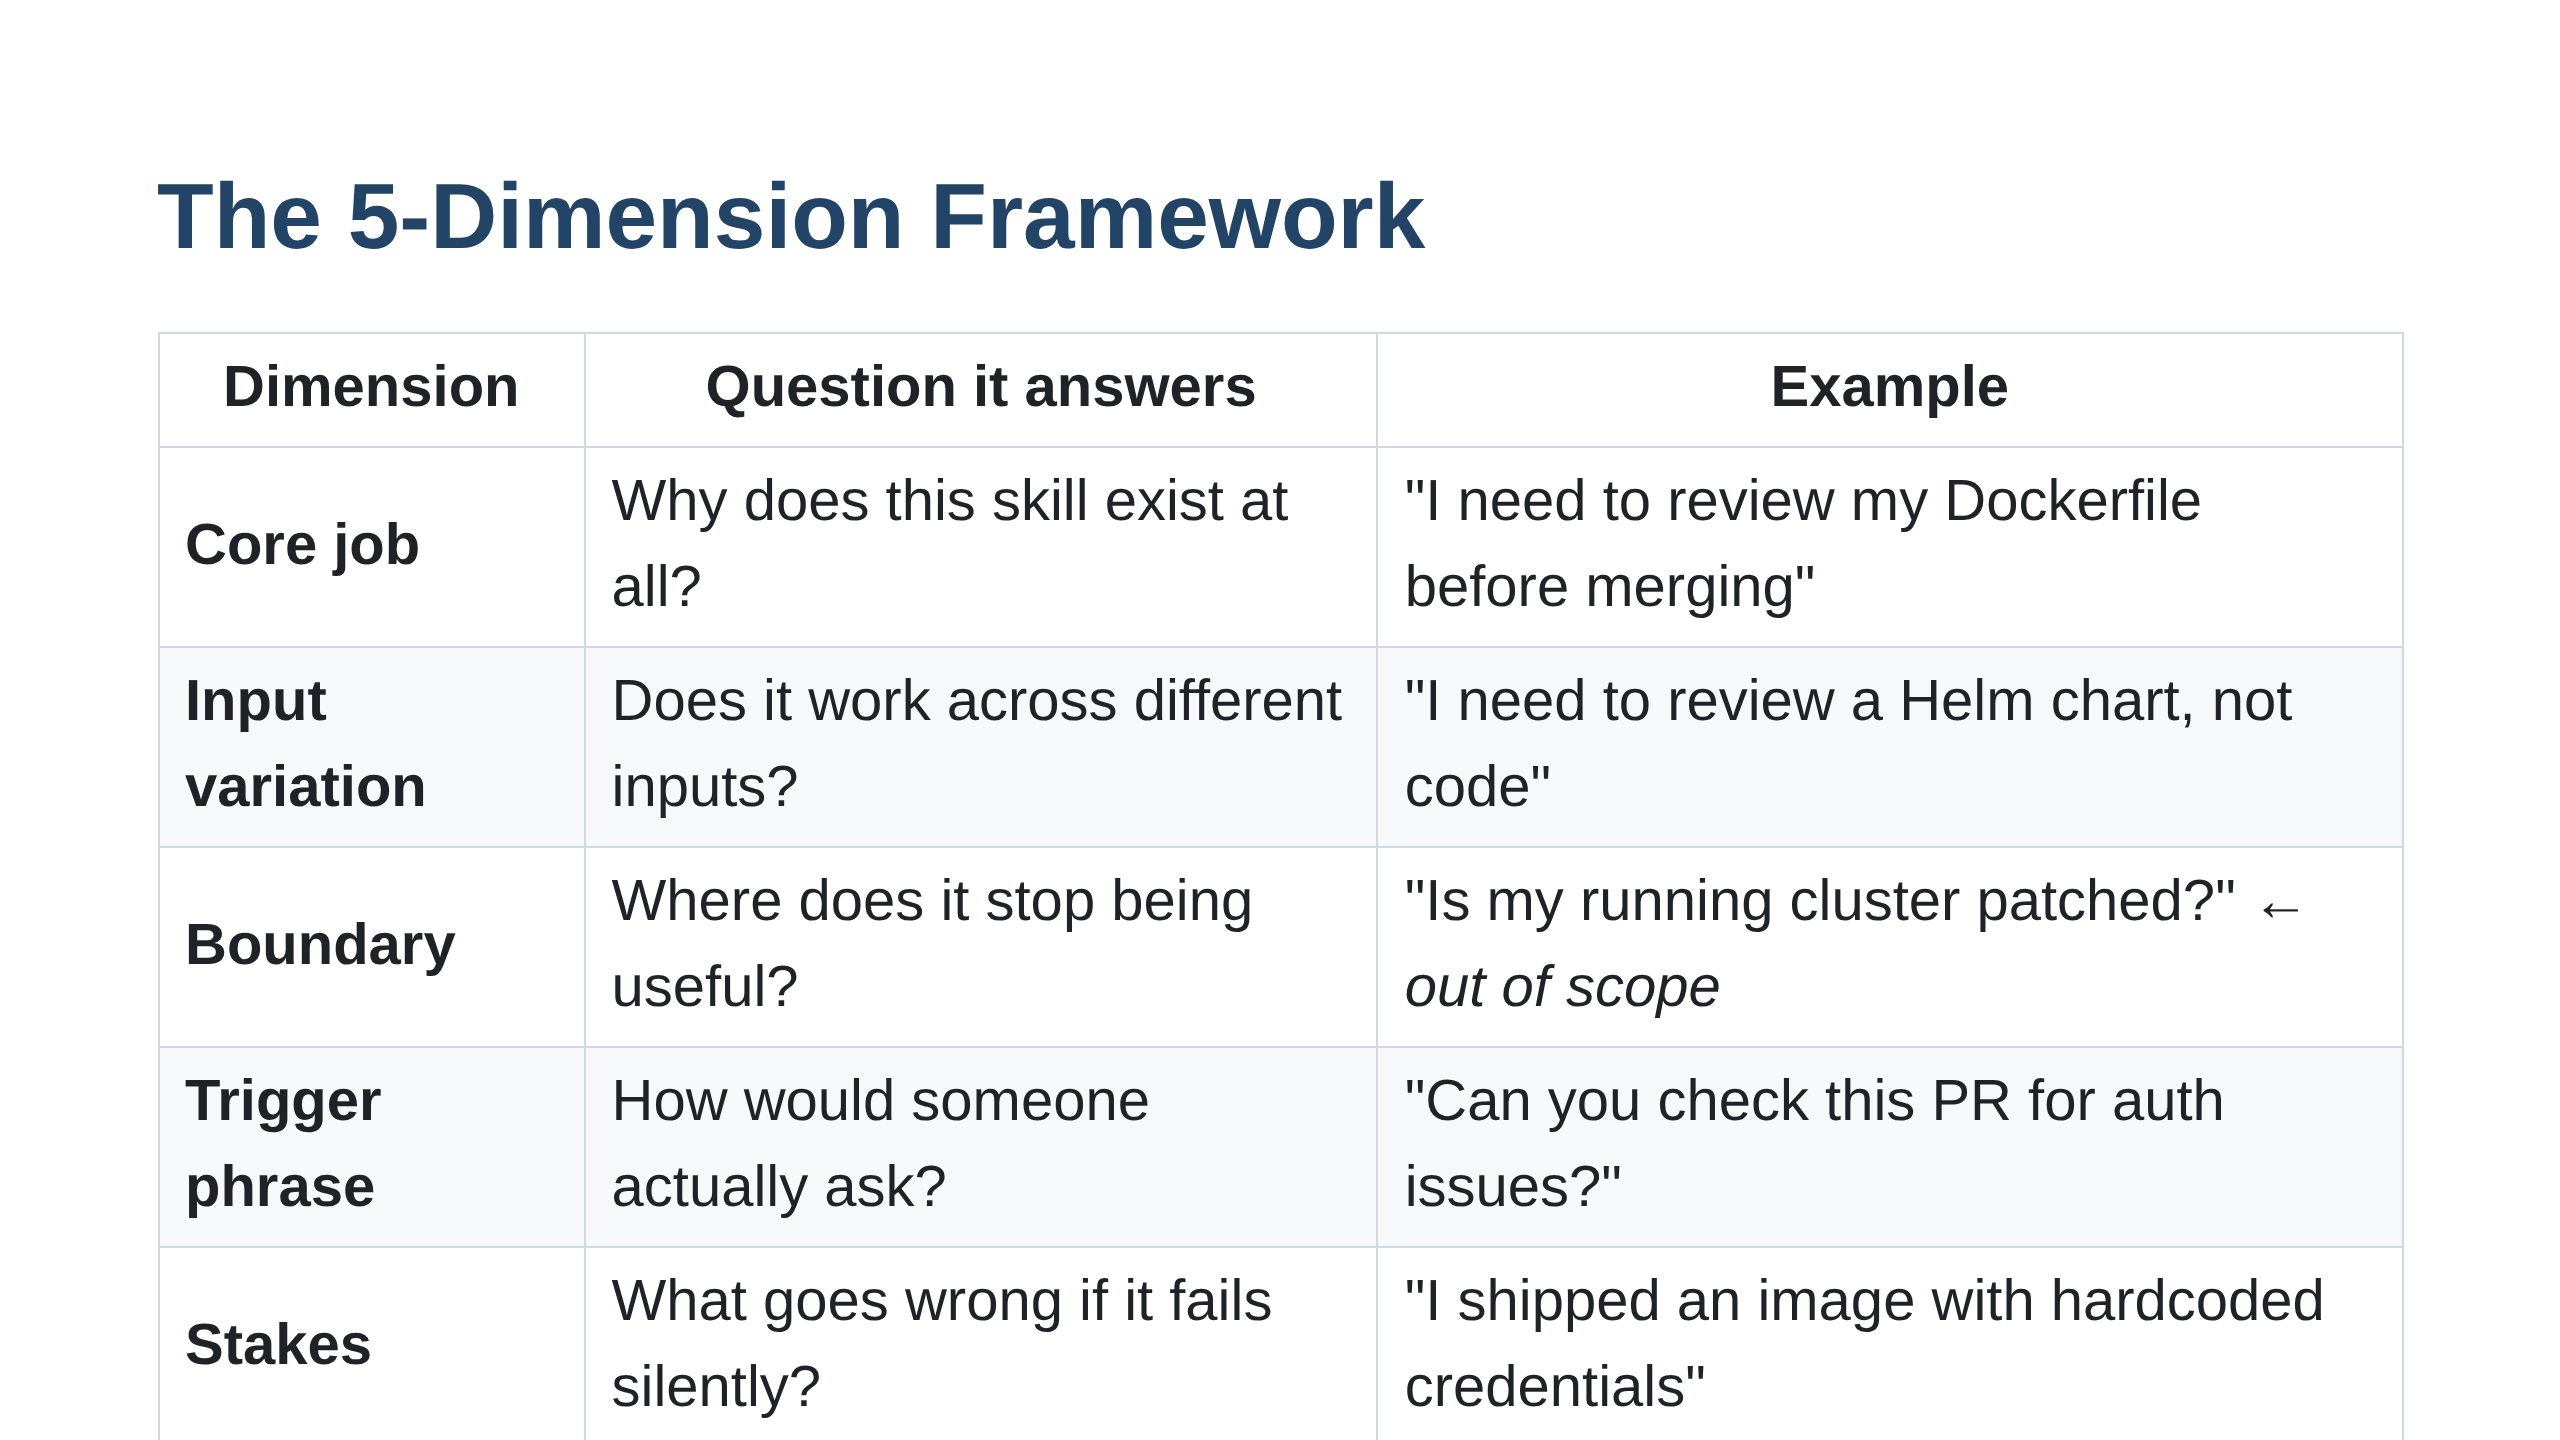 The 5-Dimension Framework
Dimension
Question it answers
Example
Core job
Why does this skill exist at
all?
"I need to review my Dockerfile
before merging"
Input
variation
Does it work across different
inputs?
"I need to review a Helm chart, not
code"
Boundary
Where does it stop being
useful?
"Is my running cluster patched?" ←
out of scope
Trigger
phrase
How would someone
actually ask?
"Can you check this PR for auth
issues?"
Stakes
What goes wrong if it fails
silently?
"I shipped an image with hardcoded
credentials"